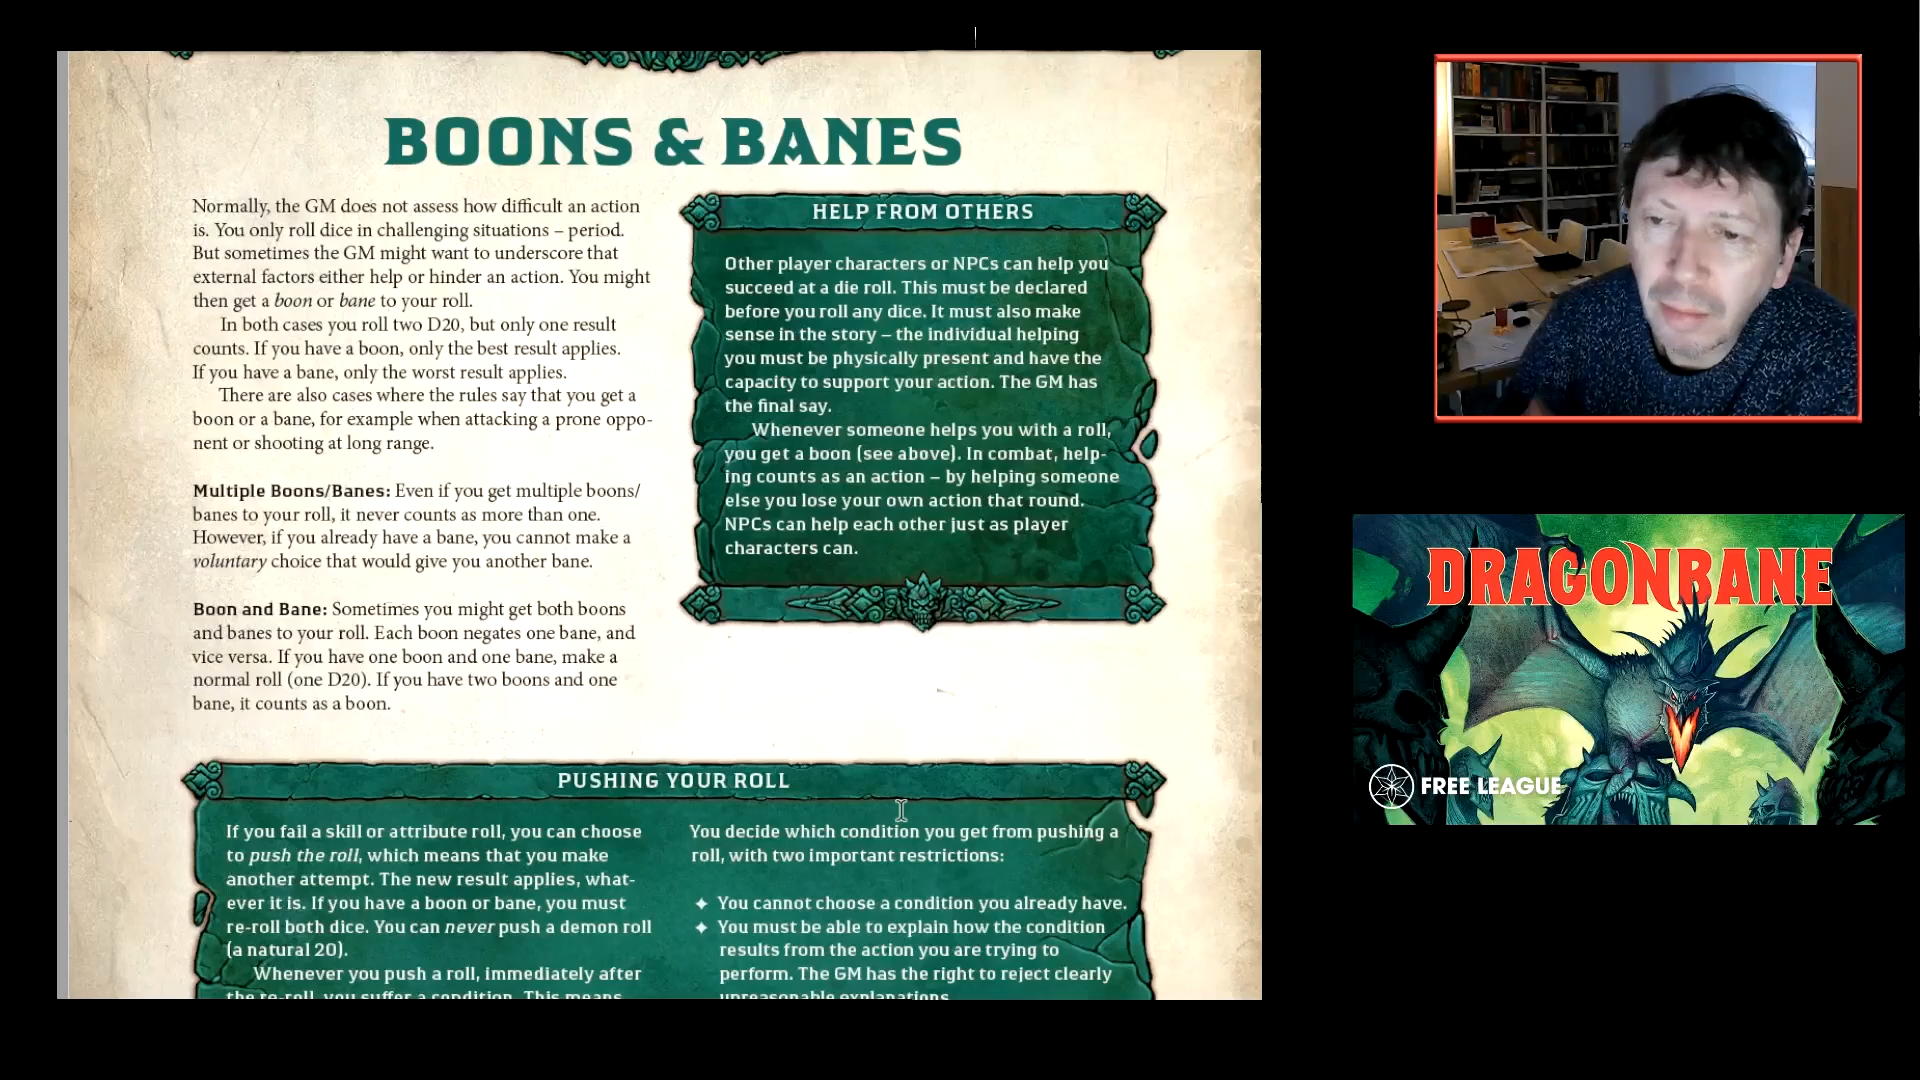 BOONS & BANES
Normally, the GM does not assess how difficult an action
is. You only roll dice in challenging situations – period.
But sometimes the GM might want to underscore that
external factors either help or hinder an action. You might
then get a boon or bane to your roll.
In both cases you roll two D20, but only one result
counts. If you have a boon, only the best result applies.
If you have a bane, only the worst result applies.
There are also cases where the rules say that you get a
boon or a bane, for example when attacking a prone oppo-
nent or shooting at long range.
Multiple Boons/Banes: Even if you get multiple boons/
banes to your roll, it never counts as more than one.
However, if you already have a bane, you cannot make a
voluntary choice that would give you another bane.
Boon and Bane: Sometimes you might get both boons
and banes to your roll. Each boon negates one bane, and
vice versa. If you have one boon and one bane, make a
normal roll (one D20). If you have two boons and one
bane, it counts as a boon.
HELP FROM OTHERS
Other player characters or NPCs can help you
succeed at a die roll. This must be declared
before you roll any dice. It must also make
sense in the story – the individual helping
you must be physically present and have the
capacity to support your action. The GM has
the final say.
Whenever someone helps you with a roll,
you get a boon (see above). In combat, help-
ing counts as an action – by helping someone
else you lose your own action that round.
NPCs can help each other just as player
characters can.
PUSHING YOUR ROLL
If you fail a skill or attribute roll, you can choose
to push the roll, which means that you make
another attempt. The new result applies, what-
ever it is. If you have a boon or bane, you must
re-roll both dice. You can never push a demon roll
(a natural 20).
Whenever you push a roll, immediately after
the re-roll, you suffer a condition. This means
You decide which condition you get from pushing a
roll, with two important restrictions:
✦ You cannot choose a condition you already have.
✦ You must be able to explain how the condition
results from the action you are trying to
perform. The GM has the right to reject clearly
unreasonable explanations.
DRAGONBANE
FREE LEAGUE